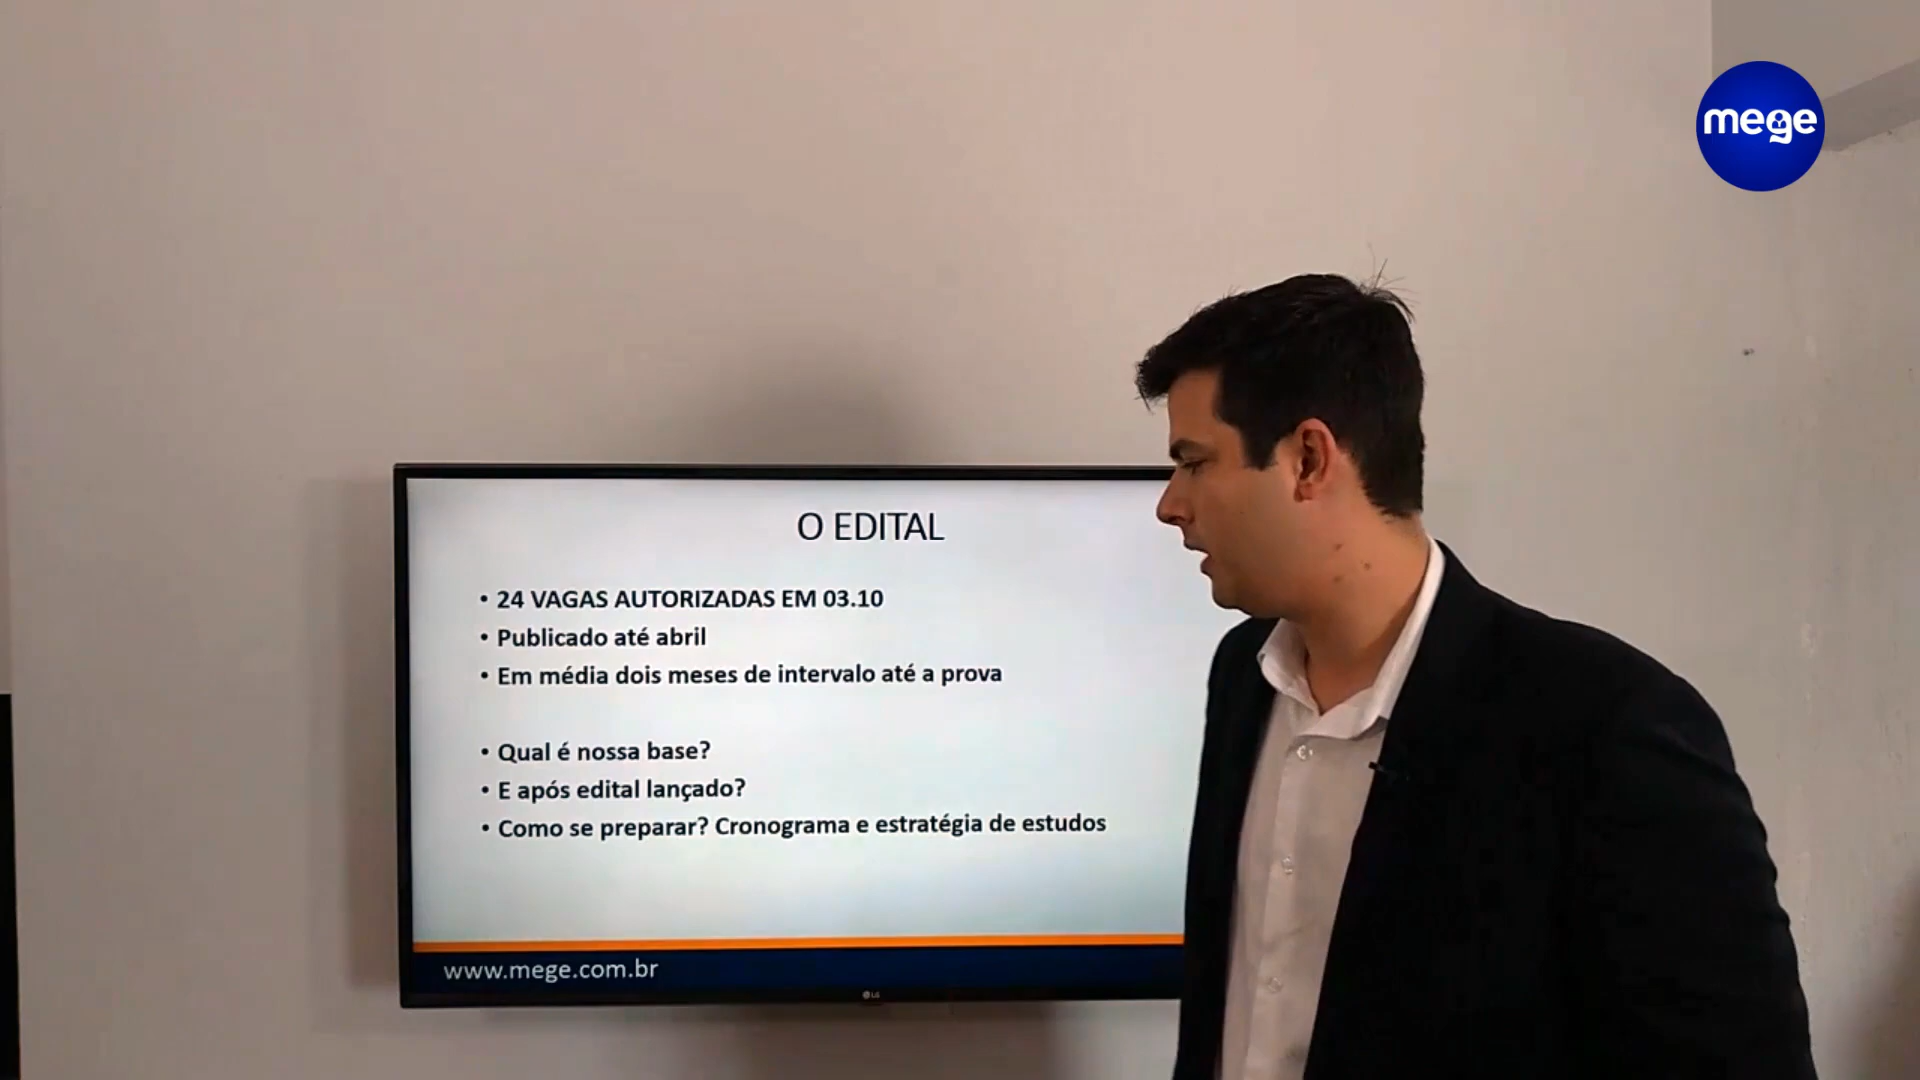 mege
O EDITAL
• 24 VAGAS AUTORIZADAS EM 03.10
• Publicado até abril
• Em média dois meses de intervalo até a prova
• Qual é nossa base?
• E após edital lançado?
• Como se preparar? Cronograma e estratégia de estudos
www.mege.com.br
LG